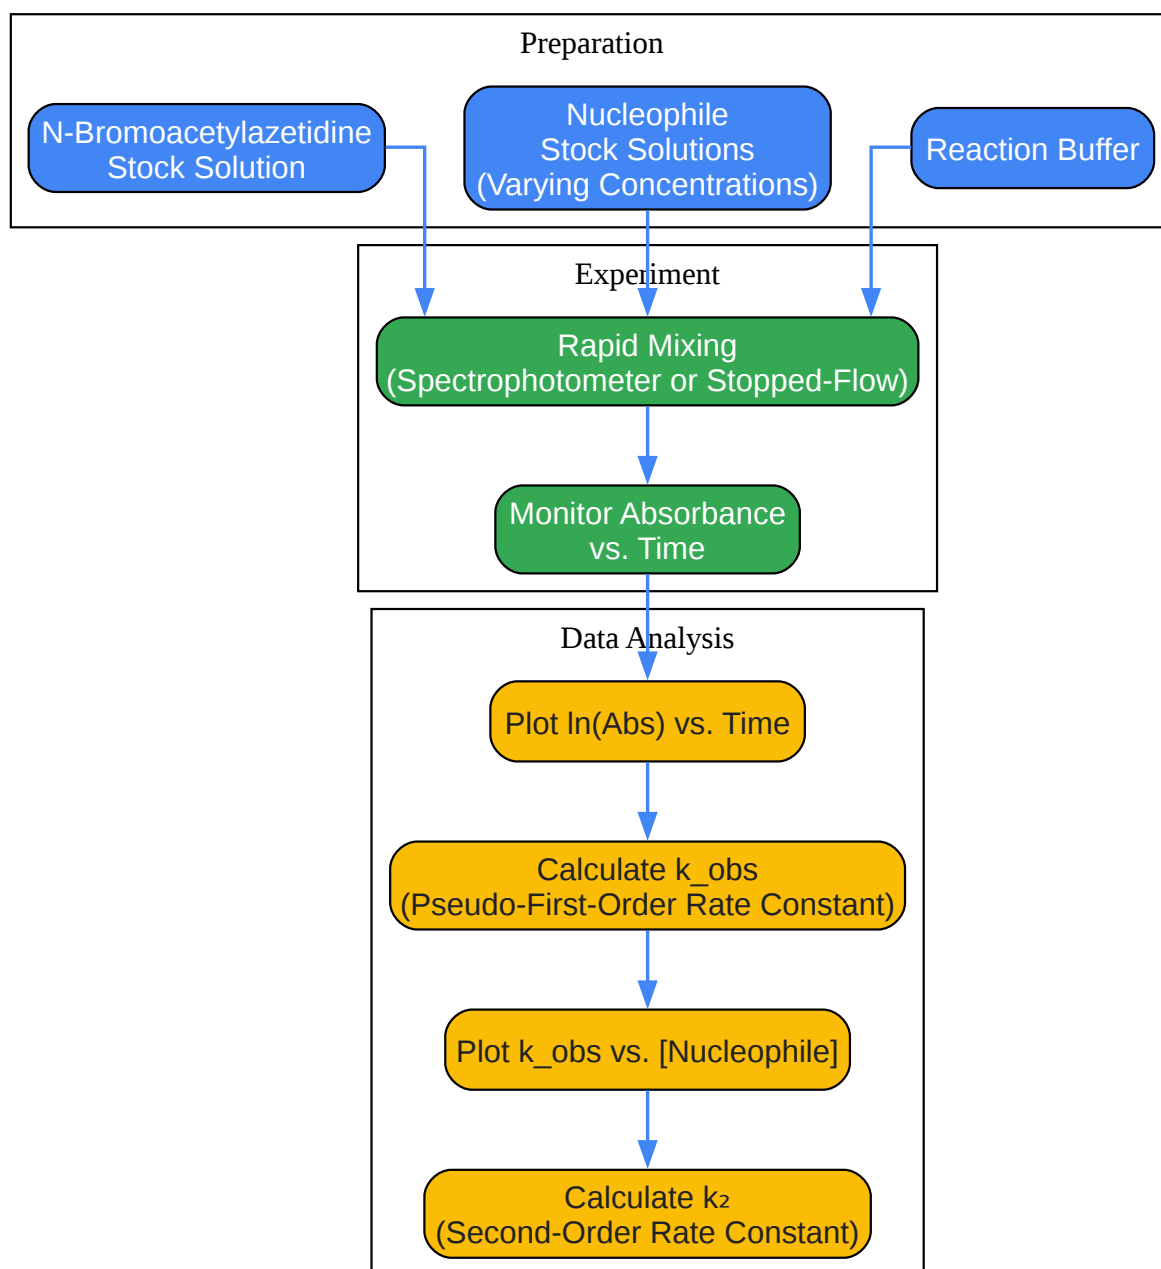 Preparation
N-Bromoacetylazetidine
Stock Solution
Nucleophile
Stock Solutions
(Varying Concentrations)
Reaction Buffer
Experiment
Rapid Mixing
(Spectrophotometer or Stopped-Flow)
Monitor Absorbance
vs. Time
Data Analysis
Plot ln(Abs) vs. Time
Calculate k_obs
(Pseudo-First-Order Rate Constant)
Plot k_obs vs. [Nucleophile]
Calculate k₂
(Second-Order Rate Constant)